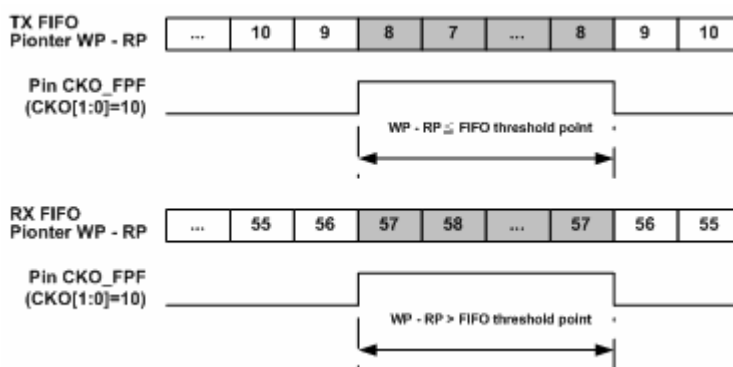 TX FIFO
Pionter WP - RP
... 10 9 8 7 ... 8 9 10
Pin CKO_FPF
(CKO[1:0]=10)
WP - RP ≦ FIFO threshold point
RX FIFO
Pionter WP - RP
... 55 56 57 58 ... 57 56 55
Pin CKO_FPF
(CKO[1:0]=10)
WP - RP > FIFO threshold point